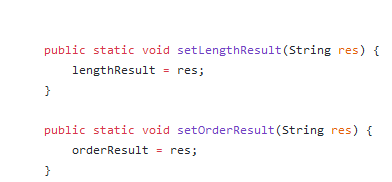 public static void setLengthResult(String res) {
    lengthResult = res;
}
public static void setOrderResult(String res) {
    orderResult = res;
}